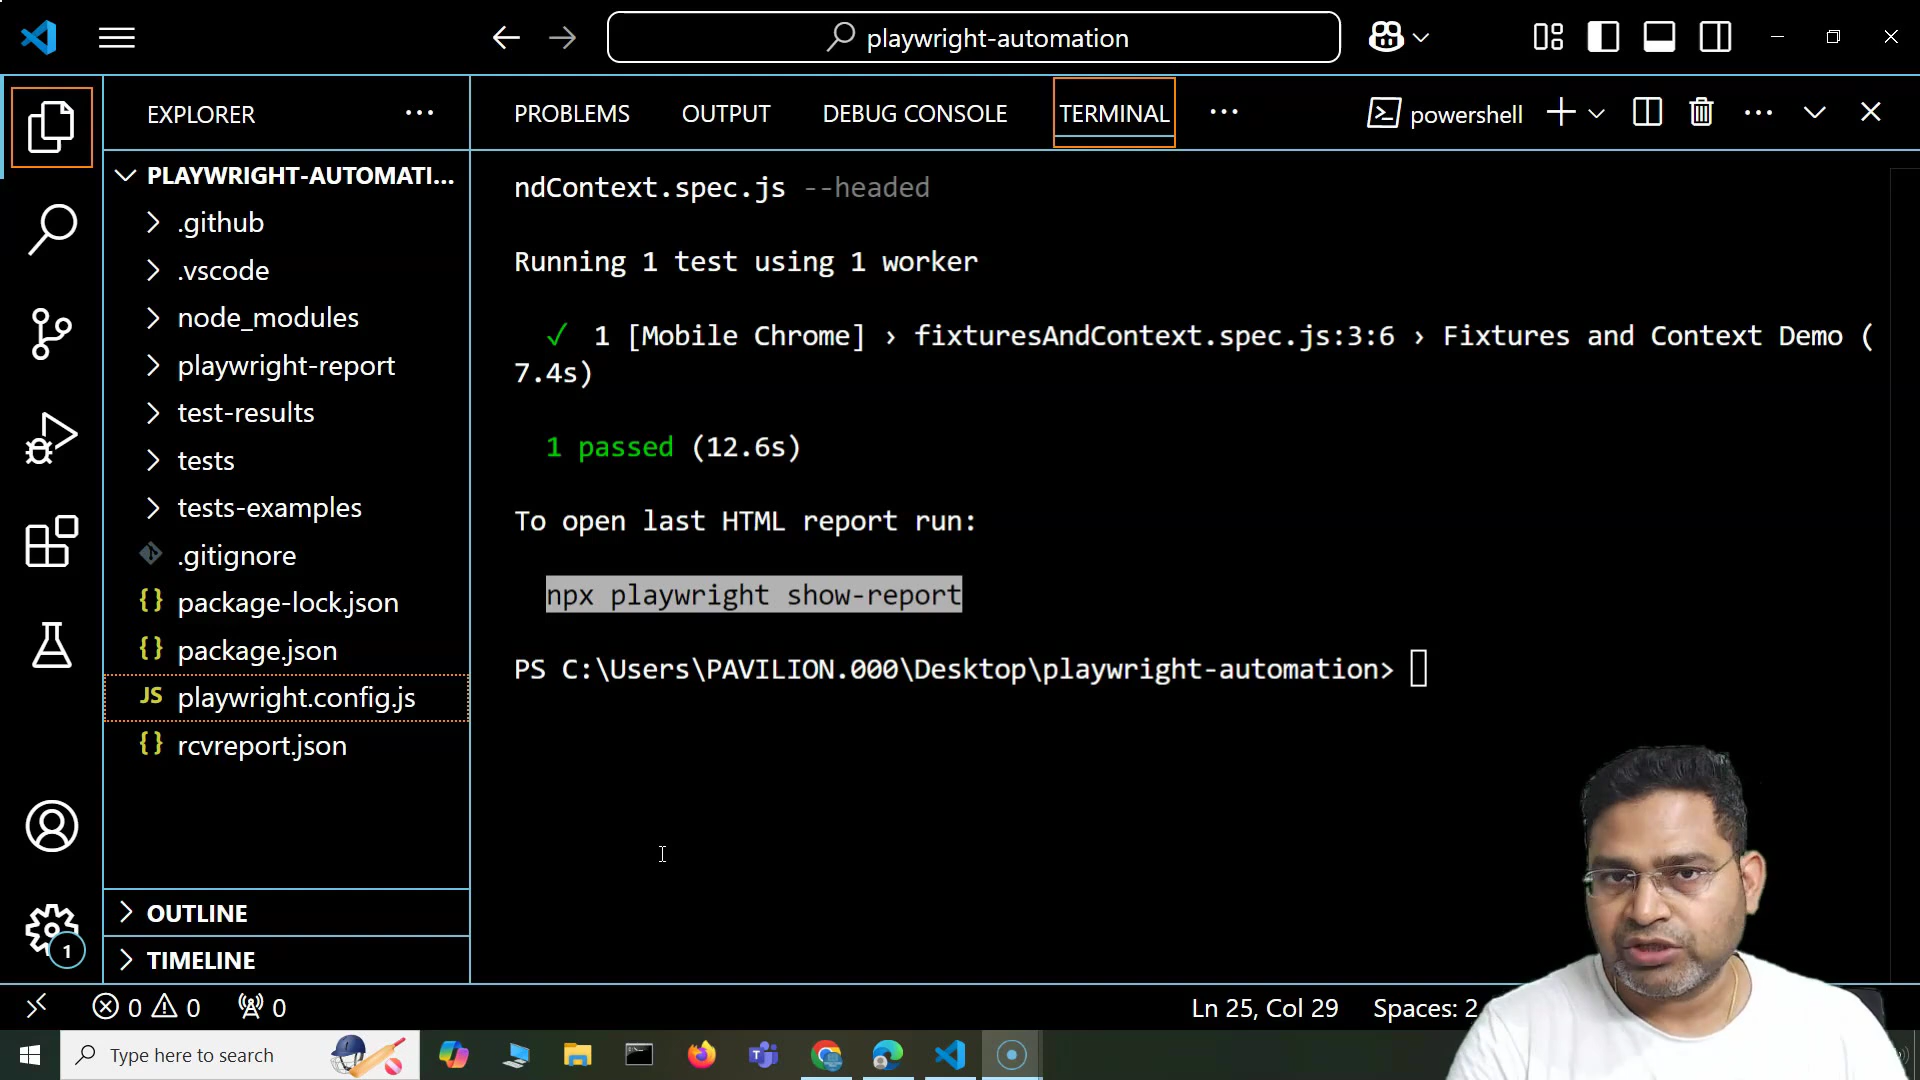 playwright-automation
EXPLORER
PROBLEMS
OUTPUT
DEBUG CONSOLE
TERMINAL
powershell
PLAYWRIGHT-AUTOMATI...
.github
.vscode
node_modules
playwright-report
test-results
tests
tests-examples
.gitignore
{} package-lock.json
{} package.json
JS playwright.config.js
{} rcvreport.json
OUTLINE
TIMELINE
ndContext.spec.js --headed
Running 1 test using 1 worker
✓ 1 [Mobile Chrome] › fixturesAndContext.spec.js:3:6 › Fixtures and Context Demo (
7.4s)
1 passed (12.6s)
To open last HTML report run:
npx playwright show-report
PS C:\Users\PAVILION.000\Desktop\playwright-automation>
1
0 0 0
Ln 25, Col 29
Spaces: 2
Type here to search